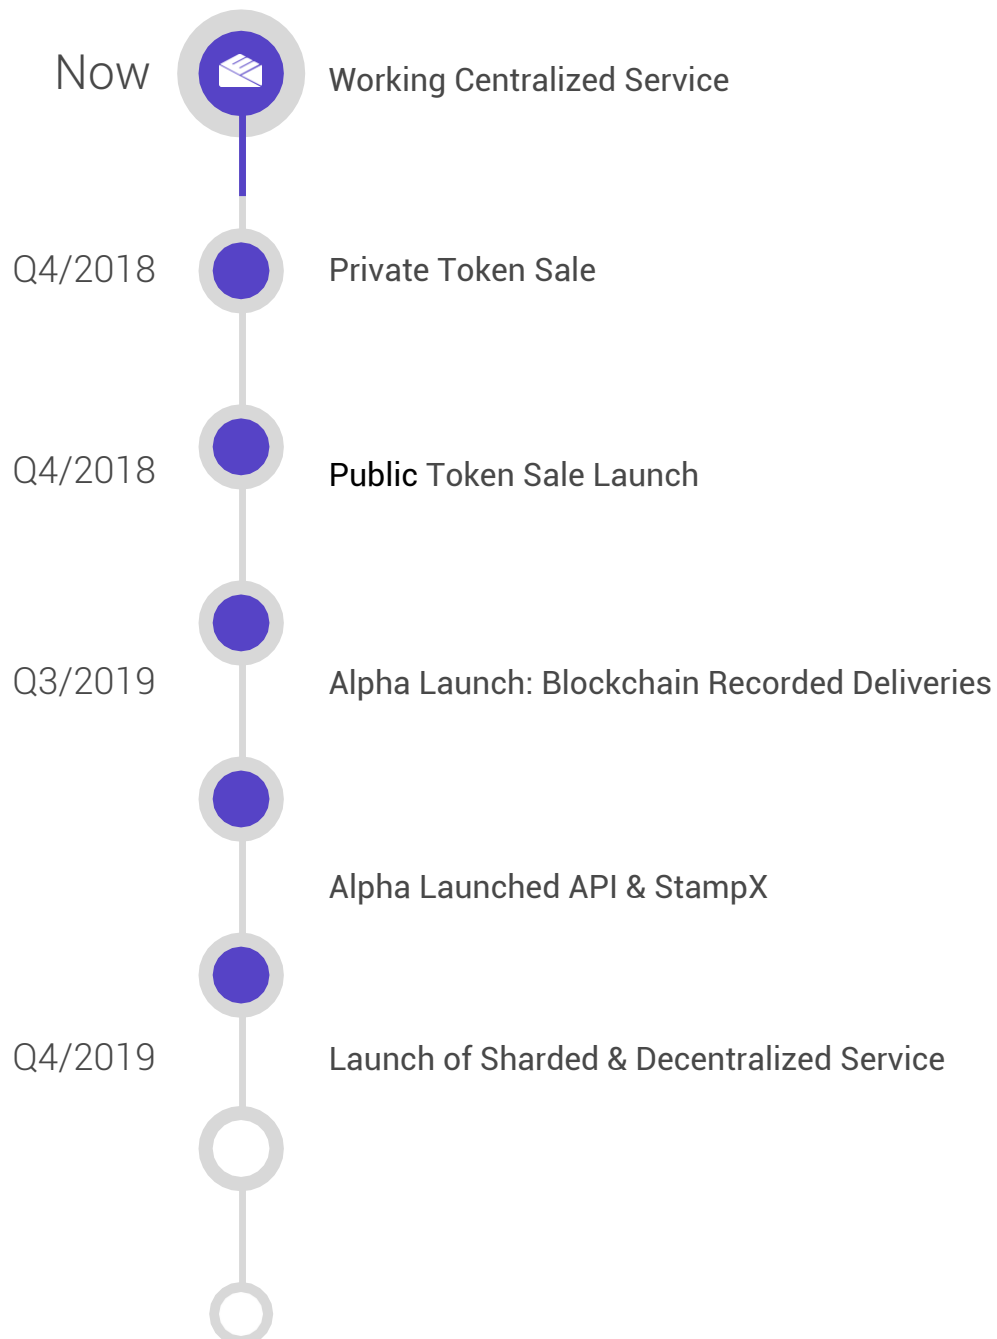 Now Working Centralized Service
Q4/2018 Private Token Sale
Q4/2018 Public Token Sale Launch
Q3/2019 Alpha Launch: Blockchain Recorded Deliveries
Alpha Launched API & StampX
Q4/2019 Launch of Sharded & Decentralized Service